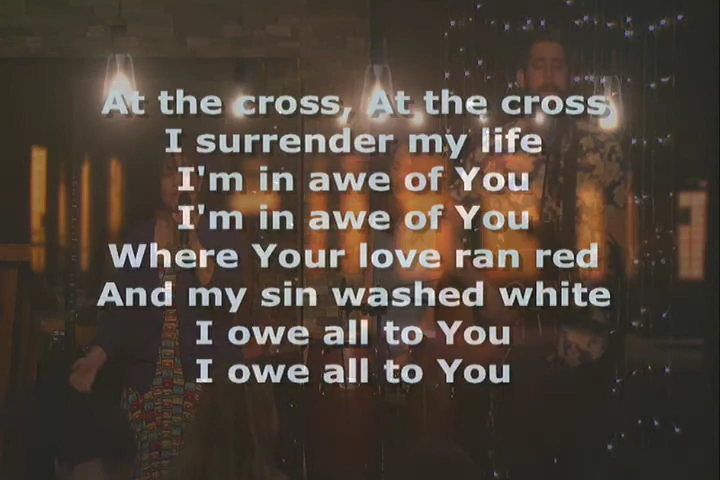 At the cross, At the cross,
I surrender my life
I'm in awe of You
I'm in awe of You
Where Your love ran red
And my sin washed white
I owe all to You
I owe all to You